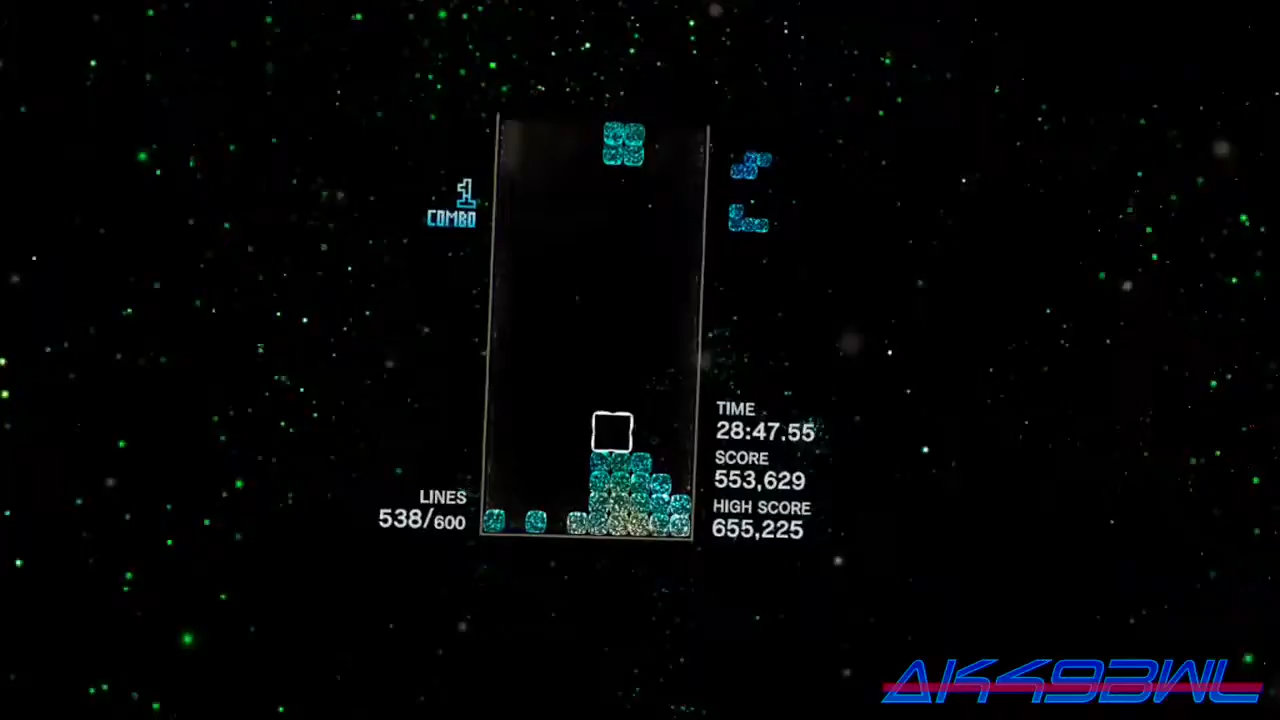 1
COMBO
LINES
538/600
TIME
28:47.55
SCORE
553,629
HIGH SCORE
655,225
AK49BWL